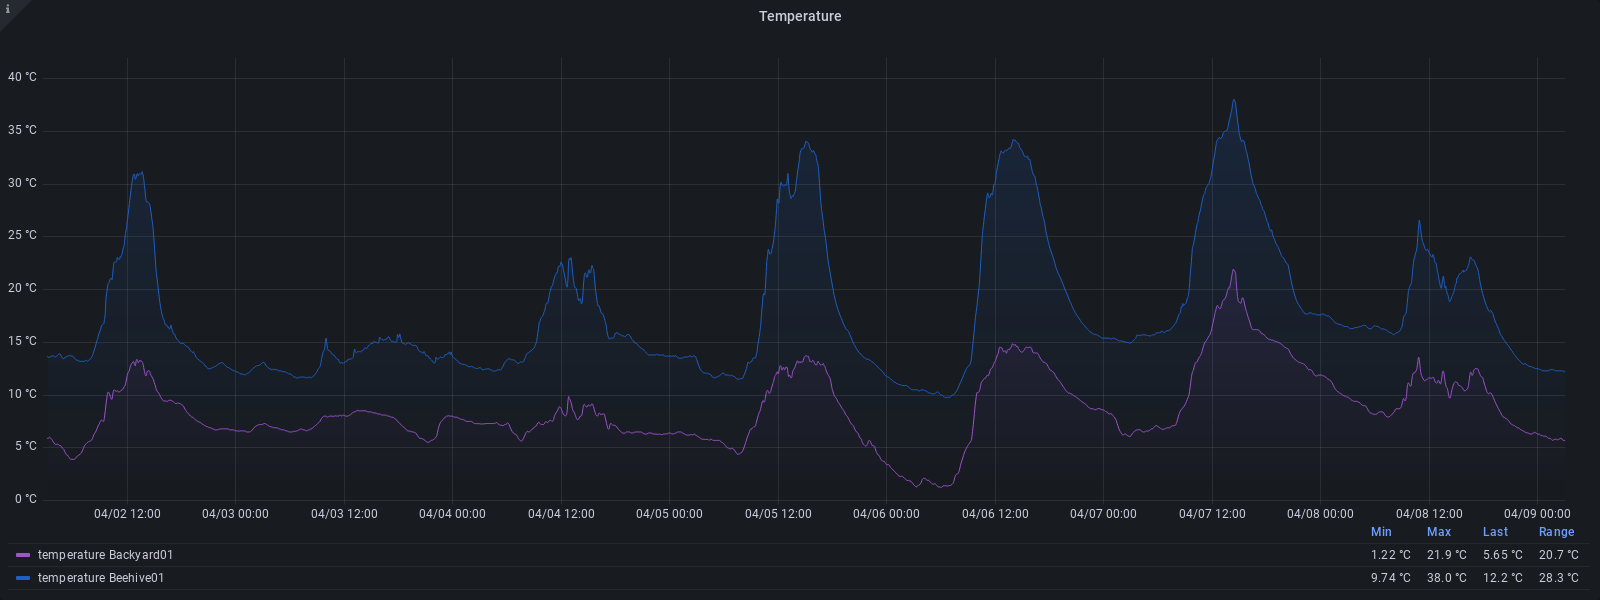 i
Temperature
40 °C
35 °C
30 °C
25 °C
20 °C
15 °C
10 °C
5 °C
0 °C
04/02 12:00 04/03 00:00 04/03 12:00 04/04 00:00 04/04 12:00 04/05 00:00 04/05 12:00 04/06 00:00 04/06 12:00 04/07 00:00 04/07 12:00 04/08 00:00 04/08 12:00 04/09 00:00
Min Max Last Range
temperature Backyard01 1.22 °C 21.9 °C 5.65 °C 20.7 °C
temperature Beehive01 9.74 °C 38.0 °C 12.2 °C 28.3 °C